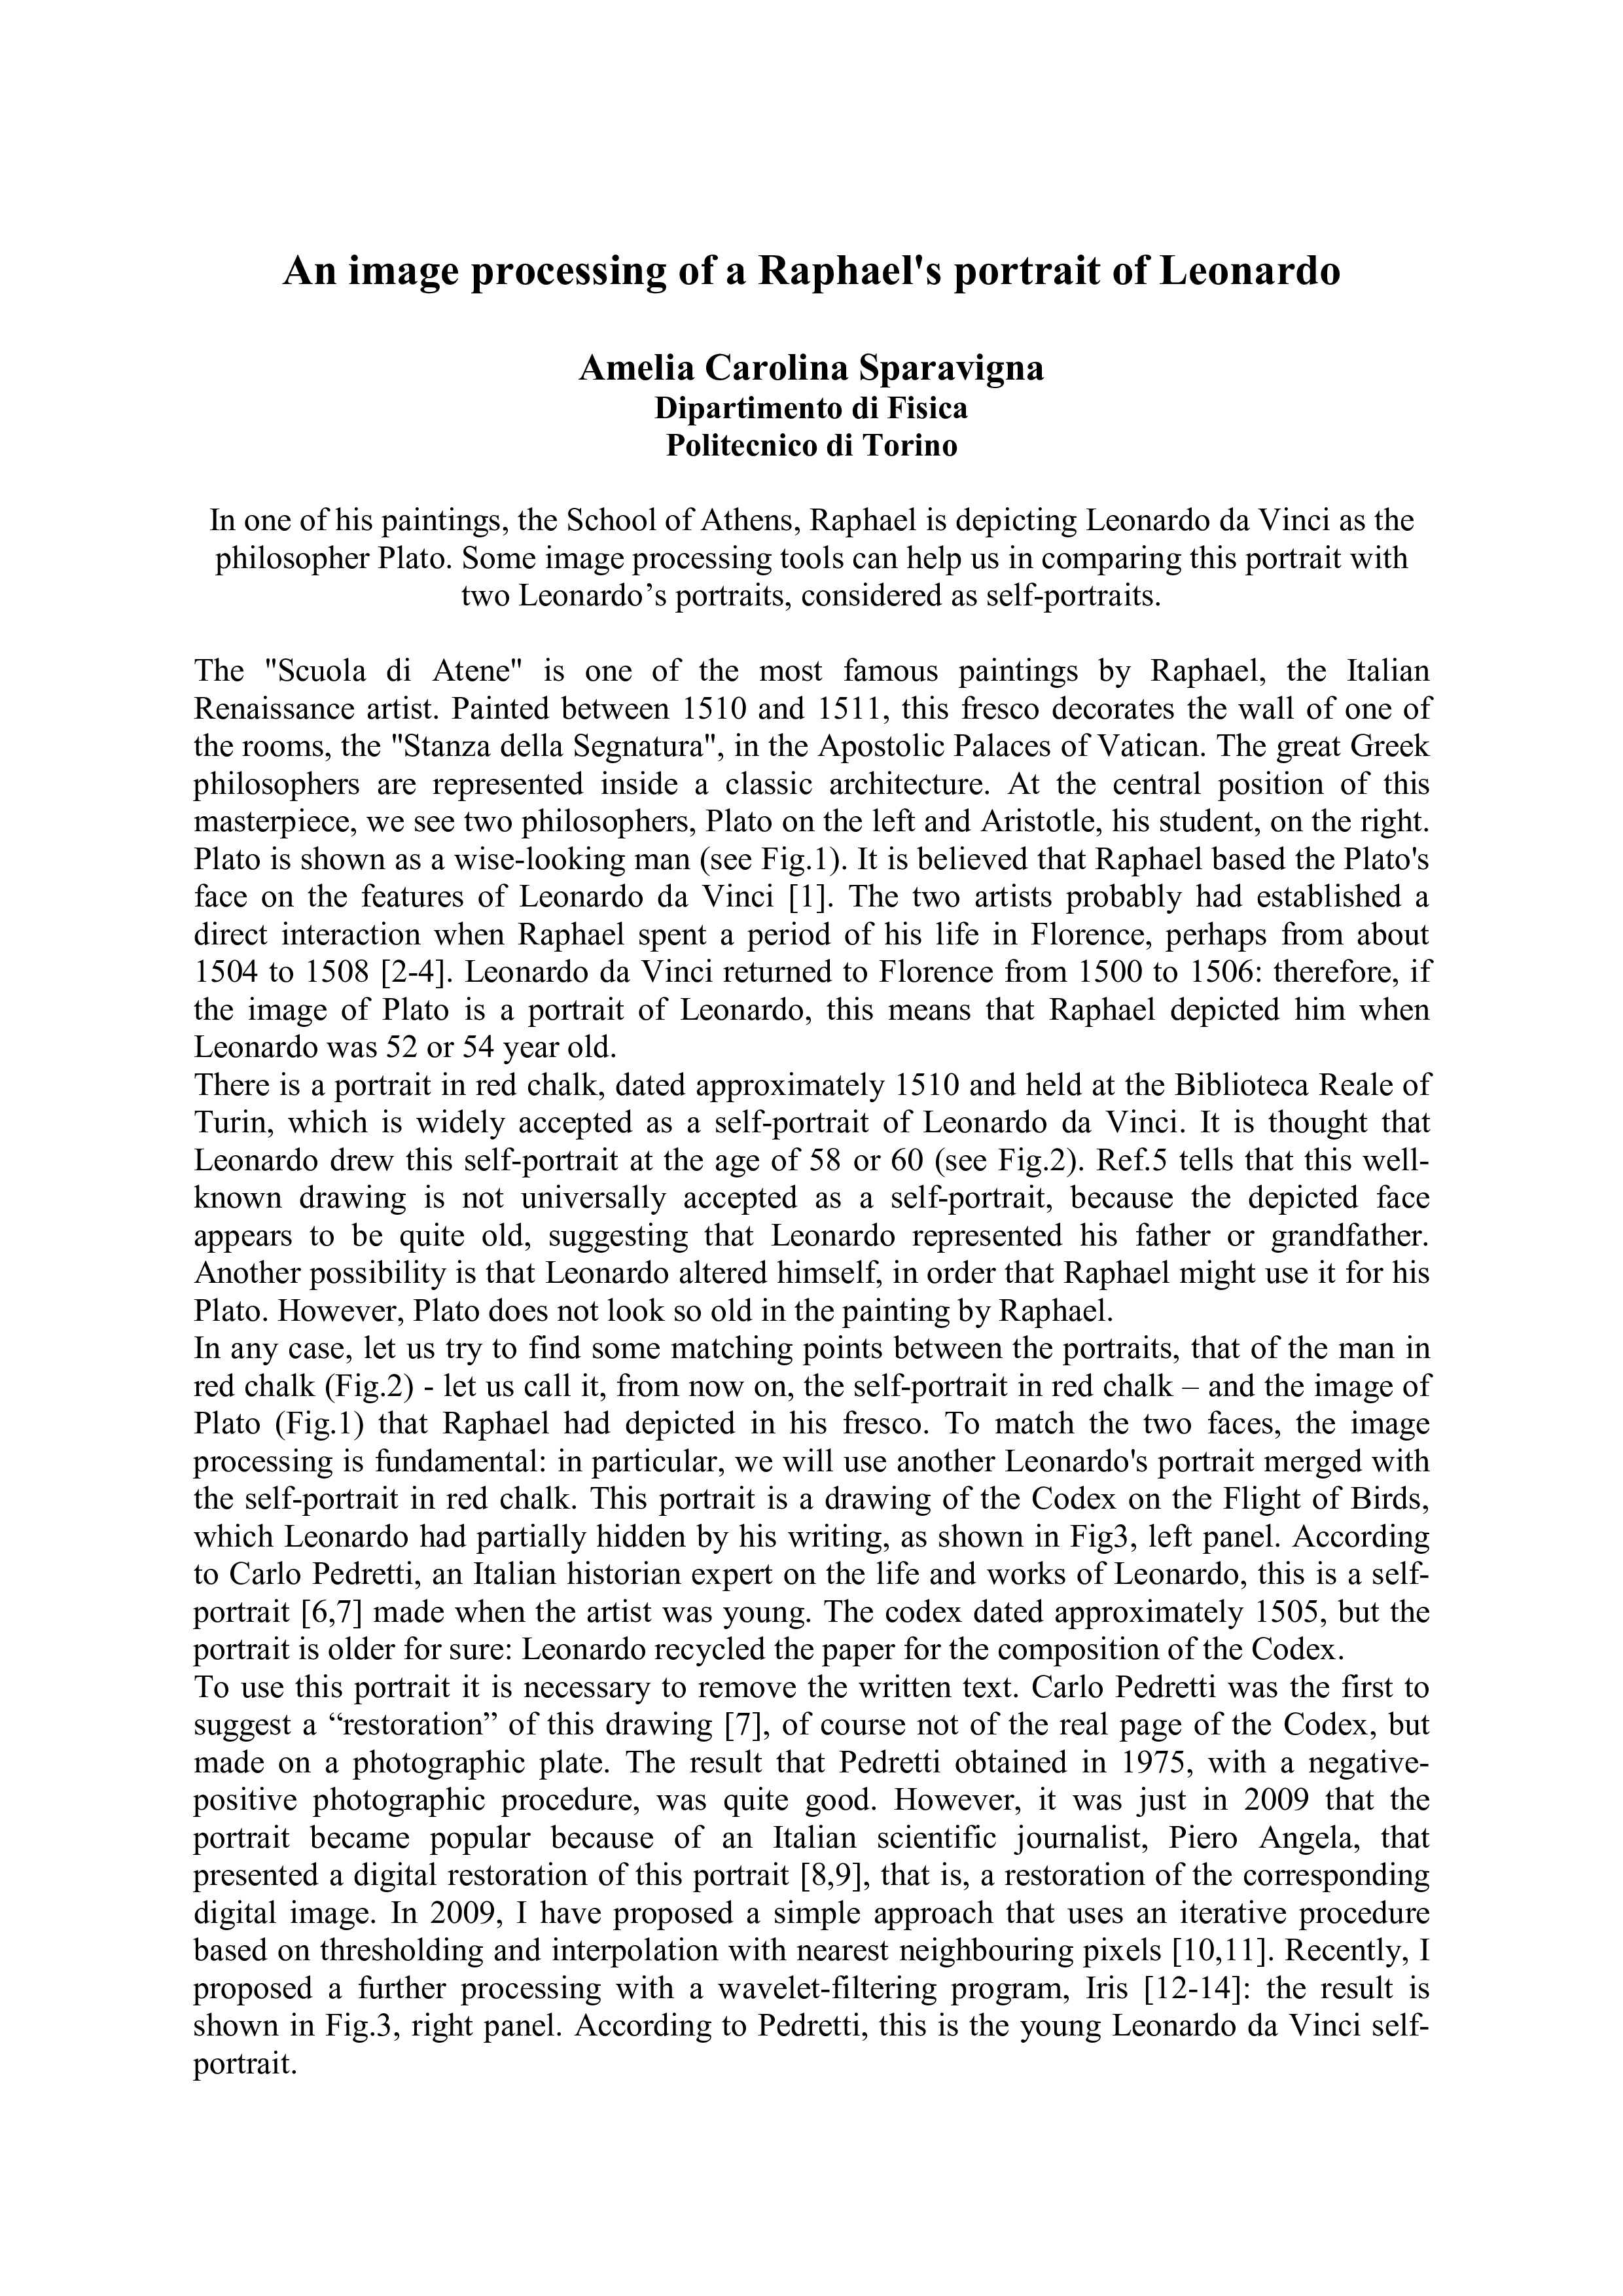 An image processing of a Raphael's portrait of Leonardo
Amelia Carolina Sparavigna
Dipartimento di Fisica
Politecnico di Torino
In one of his paintings, the School of Athens, Raphael is depicting Leonardo da Vinci as the
philosopher Plato. Some image processing tools can help us in comparing this portrait with
two Leonardo’s portraits, considered as self-portraits.
The "Scuola di Atene" is one of the most famous paintings by Raphael, the Italian
Renaissance artist. Painted between 1510 and 1511, this fresco decorates the wall of one of
the rooms, the "Stanza della Segnatura", in the Apostolic Palaces of Vatican. The great Greek
philosophers are represented inside a classic architecture. At the central position of this
masterpiece, we see two philosophers, Plato on the left and Aristotle, his student, on the right.
Plato is shown as a wise-looking man (see Fig.1). It is believed that Raphael based the Plato's
face on the features of Leonardo da Vinci [1]. The two artists probably had established a
direct interaction when Raphael spent a period of his life in Florence, perhaps from about
1504 to 1508 [2-4]. Leonardo da Vinci returned to Florence from 1500 to 1506: therefore, if
the image of Plato is a portrait of Leonardo, this means that Raphael depicted him when
Leonardo was 52 or 54 year old.
There is a portrait in red chalk, dated approximately 1510 and held at the Biblioteca Reale of
Turin, which is widely accepted as a self-portrait of Leonardo da Vinci. It is thought that
Leonardo drew this self-portrait at the age of 58 or 60 (see Fig.2). Ref.5 tells that this well-
known drawing is not universally accepted as a self-portrait, because the depicted face
appears to be quite old, suggesting that Leonardo represented his father or grandfather.
Another possibility is that Leonardo altered himself, in order that Raphael might use it for his
Plato. However, Plato does not look so old in the painting by Raphael.
In any case, let us try to find some matching points between the portraits, that of the man in
red chalk (Fig.2) - let us call it, from now on, the self-portrait in red chalk – and the image of
Plato (Fig.1) that Raphael had depicted in his fresco. To match the two faces, the image
processing is fundamental: in particular, we will use another Leonardo's portrait merged with
the self-portrait in red chalk. This portrait is a drawing of the Codex on the Flight of Birds,
which Leonardo had partially hidden by his writing, as shown in Fig3, left panel. According
to Carlo Pedretti, an Italian historian expert on the life and works of Leonardo, this is a self-
portrait [6,7] made when the artist was young. The codex dated approximately 1505, but the
portrait is older for sure: Leonardo recycled the paper for the composition of the Codex.
To use this portrait it is necessary to remove the written text. Carlo Pedretti was the first to
suggest a “restoration” of this drawing [7], of course not of the real page of the Codex, but
made on a photographic plate. The result that Pedretti obtained in 1975, with a negative-
positive photographic procedure, was quite good. However, it was just in 2009 that the
portrait became popular because of an Italian scientific journalist, Piero Angela, that
presented a digital restoration of this portrait [8,9], that is, a restoration of the corresponding
digital image. In 2009, I have proposed a simple approach that uses an iterative procedure
based on thresholding and interpolation with nearest neighbouring pixels [10,11]. Recently, I
proposed a further processing with a wavelet-filtering program, Iris [12-14]: the result is
shown in Fig.3, right panel. According to Pedretti, this is the young Leonardo da Vinci self-
portrait.